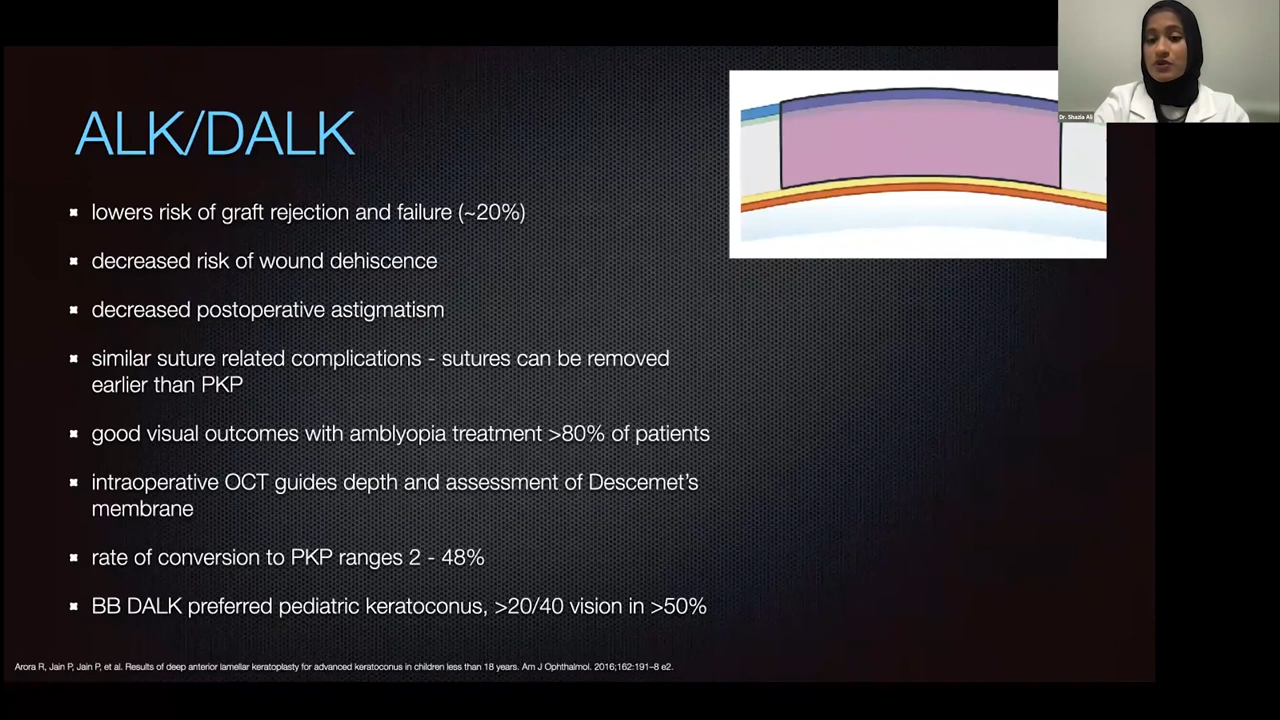 ALK/DALK
lowers risk of graft rejection and failure (~20%)
decreased risk of wound dehiscence
decreased postoperative astigmatism
similar suture related complications - sutures can be removed
earlier than PKP
good visual outcomes with amblyopia treatment >80% of patients
intraoperative OCT guides depth and assessment of Descemet's
membrane
rate of conversion to PKP ranges 2 - 48%
BB DALK preferred pediatric keratoconus, >20/40 vision in >50%
Arora R, Jain P, Jain P, et al. Results of deep anterior lamellar keratoplasty for advanced keratoconus in children less than 18 years. Am J Ophthalmol. 2016;162:191–8 e2.
Dr. Shazia Ali